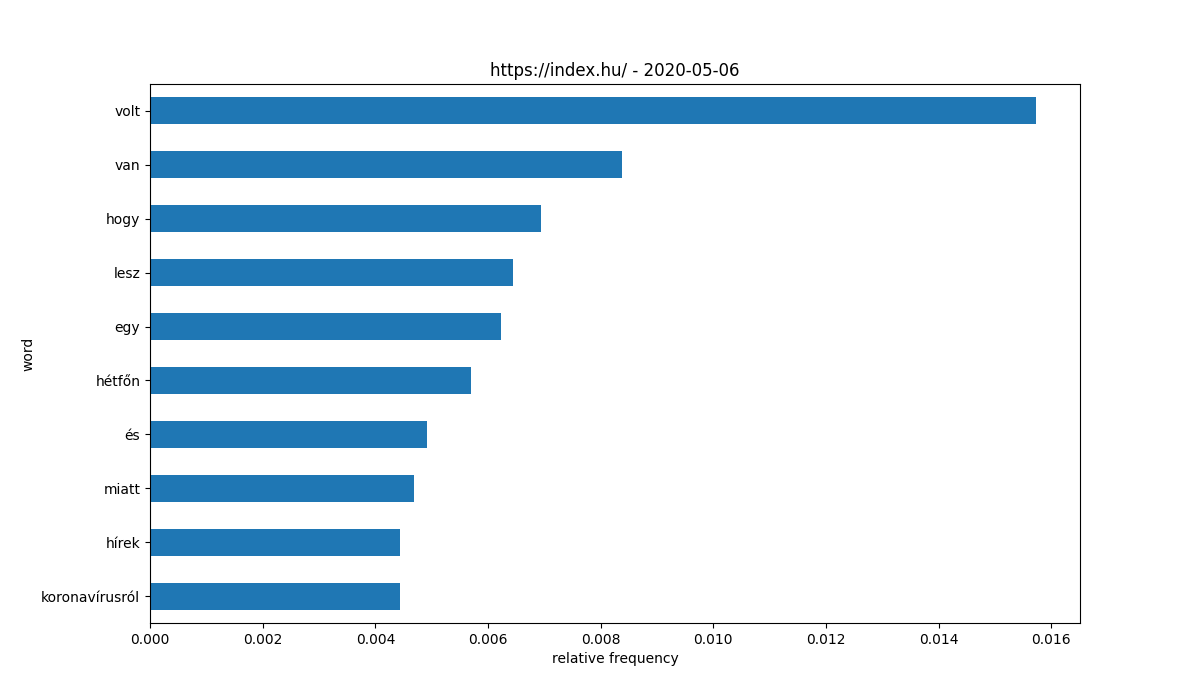 https://index.hu/ - 2020-05-06
volt
van
hogy
lesz
egy
hétfőn
és
miatt
hírek
koronavírusról
word
0.000 0.002 0.004 0.006 0.008 0.010 0.012 0.014 0.016
relative frequency